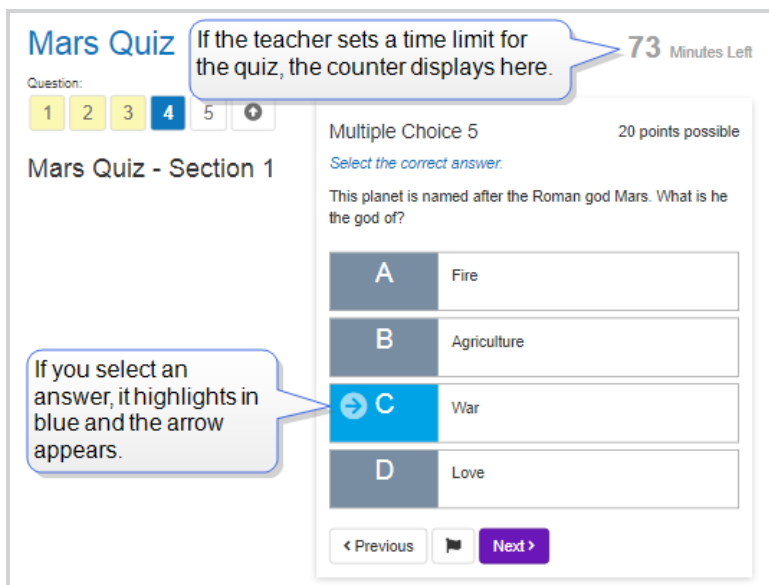 Mars Quiz
If the teacher sets a time limit for
the quiz, the counter displays here.
73 Minutes Left
Question:
1 2 3 4 5
Mars Quiz - Section 1
Multiple Choice 5
20 points possible
Select the correct answer.
This planet is named after the Roman god Mars. What is he
the god of?
A Fire
B Agriculture
If you select an
answer, it highlights in
blue and the arrow
appears.
C War
D Love
< Previous
Next >